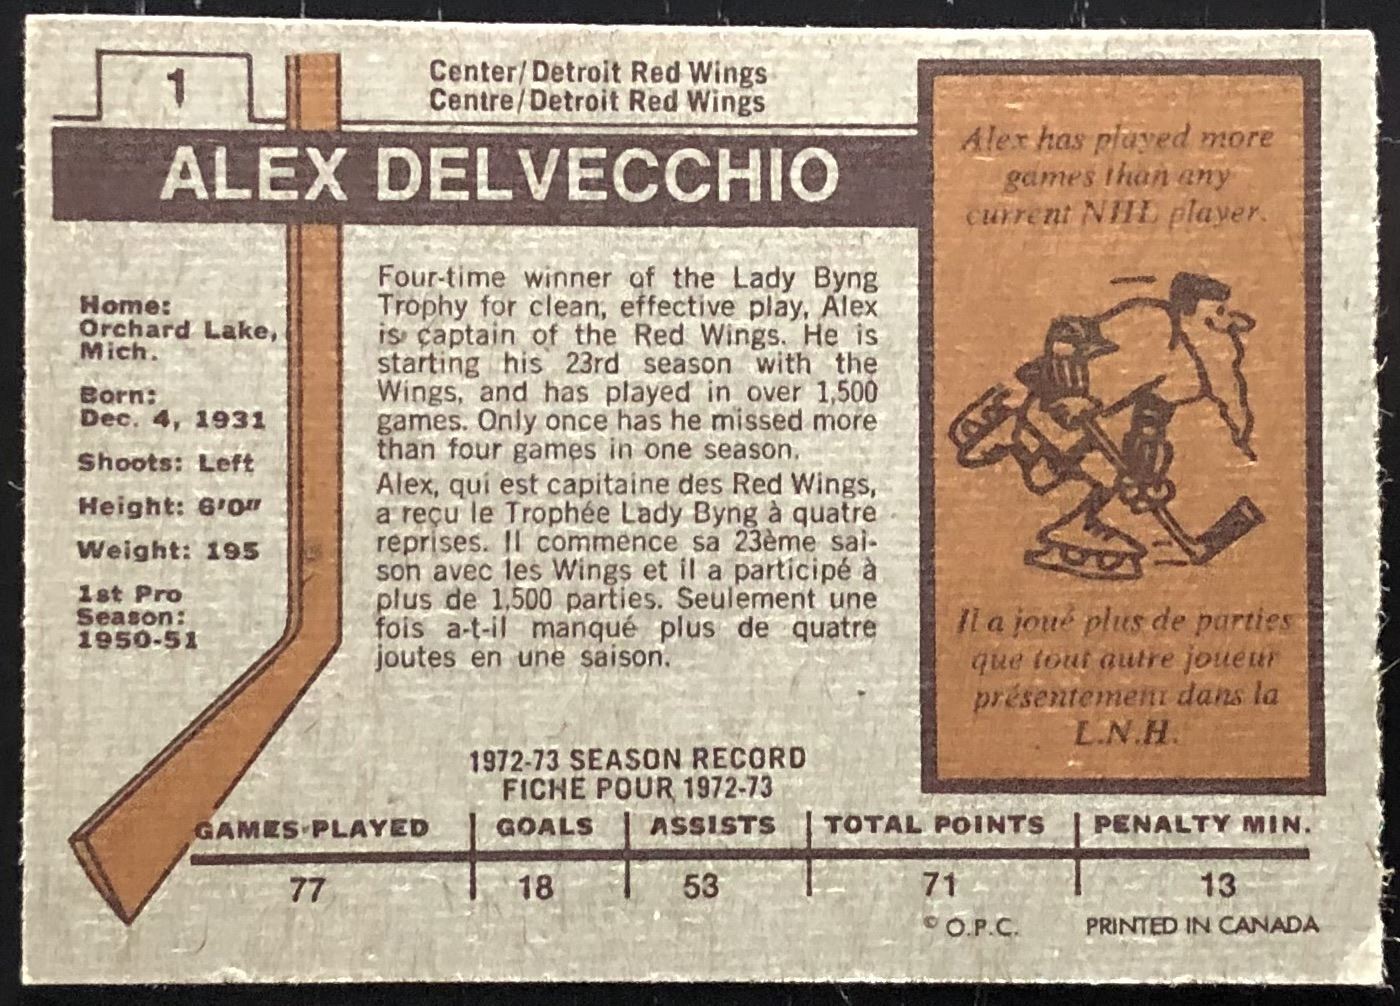 1
Center/Detroit Red Wings
Centre/Detroit Red Wings
ALEX DELVECCHIO
Home:
Orchard Lake,
Mich.
Born:
Dec. 4, 1931
Shoots: Left
Height: 6'0"
Weight: 195
1st Pro
Season:
1950-51
Four-time winner of the Lady Byng
Trophy for clean, effective play, Alex
is captain of the Red Wings. He is
starting his 23rd season with the
Wings, and has played in over 1,500
games. Only once has he missed more
than four games in one season.
Alex, qui est capitaine des Red Wings,
a reçu le Trophée Lady Byng à quatre
reprises. Il commence sa 23ème sai-
son avec les Wings et il a participé à
plus de 1,500 parties. Seulement une
fois a-t-il manqué plus de quatre
joutes en une saison.
Alex has played more
games than any
current NHL player.
Il a joué plus de parties
que tout autre joueur
présentement dans la
L.N.H.
1972-73 SEASON RECORD
FICHE POUR 1972-73
GAMES PLAYED GOALS ASSISTS TOTAL POINTS PENALTY MIN.
77 18 53 71 13
© O.P.C. PRINTED IN CANADA